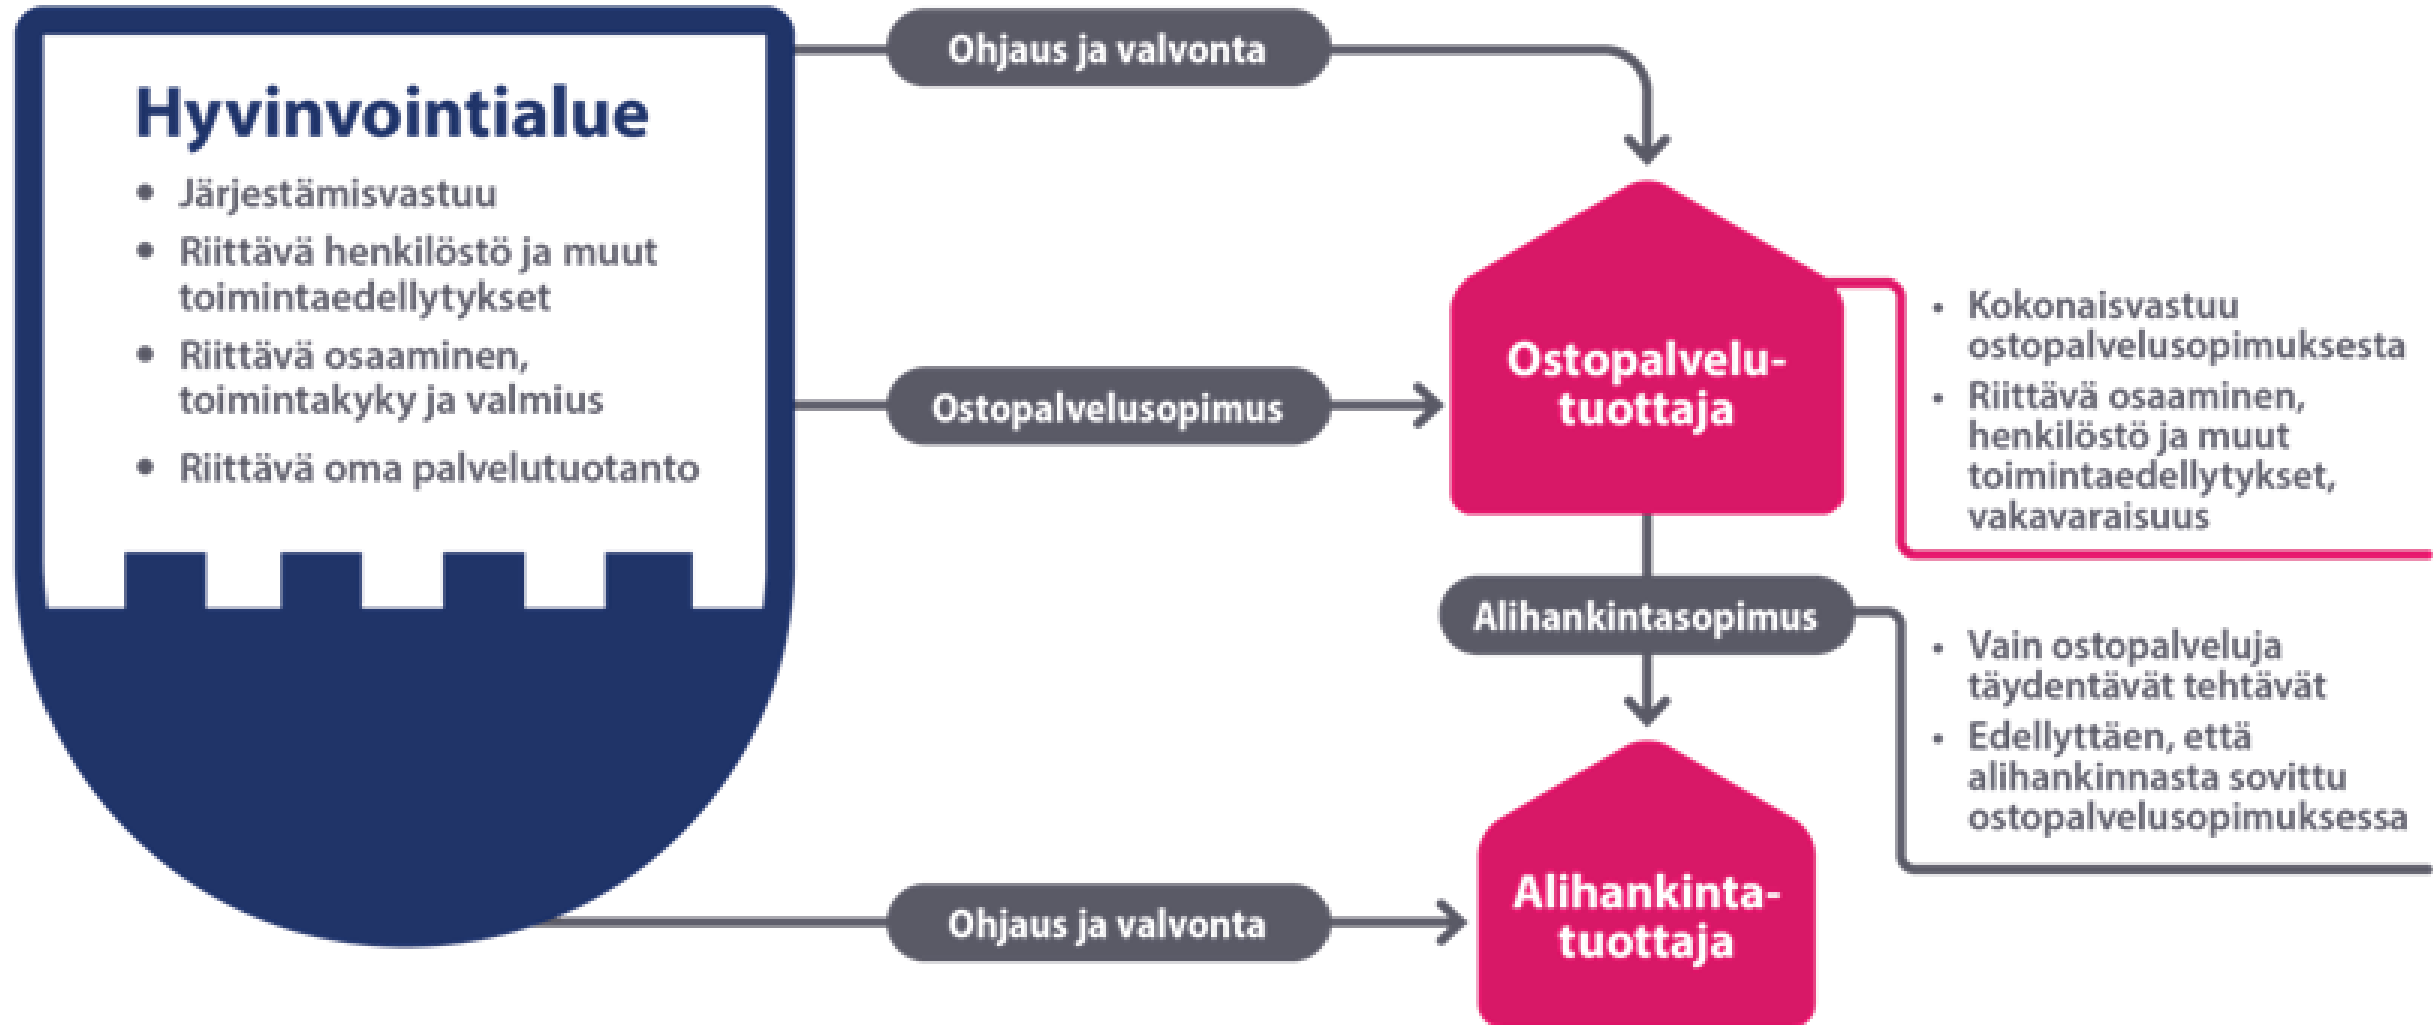 Hyvinvointialue
• Järjestämisvastuu
• Riittävä henkilöstö ja muut
toimintaedellytykset
• Riittävä osaaminen,
toimintakyky ja valmius
• Riittävä oma palvelutuotanto
Ohjaus ja valvonta
Ostopalvelusopimus
Ostopalvelu-
tuottaja
• Kokonaisvastuu
ostopalvelusopimuksesta
• Riittävä osaaminen,
henkilöstö ja muut
toimintaedellytykset,
vakavaraisuus
Alihankintasopimus
• Vain ostopalveluja
täydentävät tehtävät
• Edellyttäen, että
alihankinnasta sovittu
ostopalvelusopimuksessa
Ohjaus ja valvonta
Alihankinta-
tuottaja